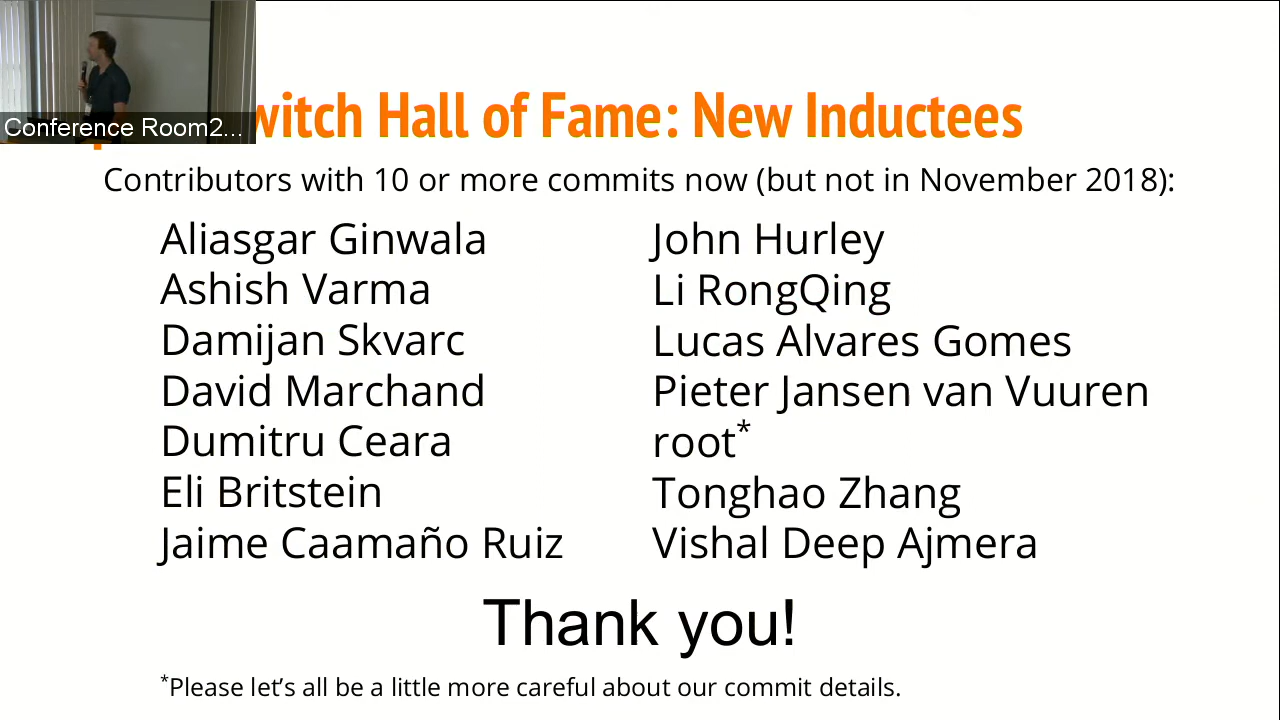 witch Hall of Fame: New Inductees
Conference Room2...
Contributors with 10 or more commits now (but not in November 2018):
Aliasgar Ginwala
Ashish Varma
Damijan Skvarc
David Marchand
Dumitru Ceara
Eli Britstein
Jaime Caamaño Ruiz
John Hurley
Li RongQing
Lucas Alvares Gomes
Pieter Jansen van Vuuren
root*
Tonghao Zhang
Vishal Deep Ajmera
Thank you!
*Please let’s all be a little more careful about our commit details.